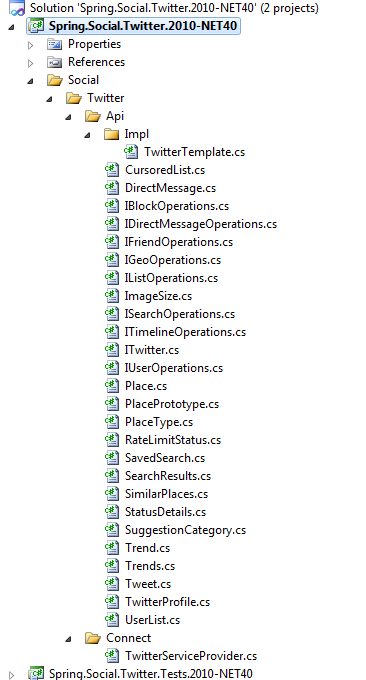 Solution 'Spring.Social.Twitter.2010-NET40' (2 projects)
Spring.Social.Twitter.2010-NET40
Properties
References
Social
Twitter
Api
Impl
TwitterTemplate.cs
CursoredList.cs
DirectMessage.cs
IBlockOperations.cs
IDirectMessageOperations.cs
IFriendOperations.cs
IGeoOperations.cs
IListOperations.cs
ImageSize.cs
ISearchOperations.cs
ITimelineOperations.cs
ITwitter.cs
IUserOperations.cs
Place.cs
PlacePrototype.cs
PlaceType.cs
RateLimitStatus.cs
SavedSearch.cs
SearchResults.cs
SimilarPlaces.cs
StatusDetails.cs
SuggestionCategory.cs
Trend.cs
Trends.cs
Tweet.cs
TwitterProfile.cs
UserList.cs
Connect
TwitterServiceProvider.cs
Spring.Social.Twitter.Tests.2010-NET40